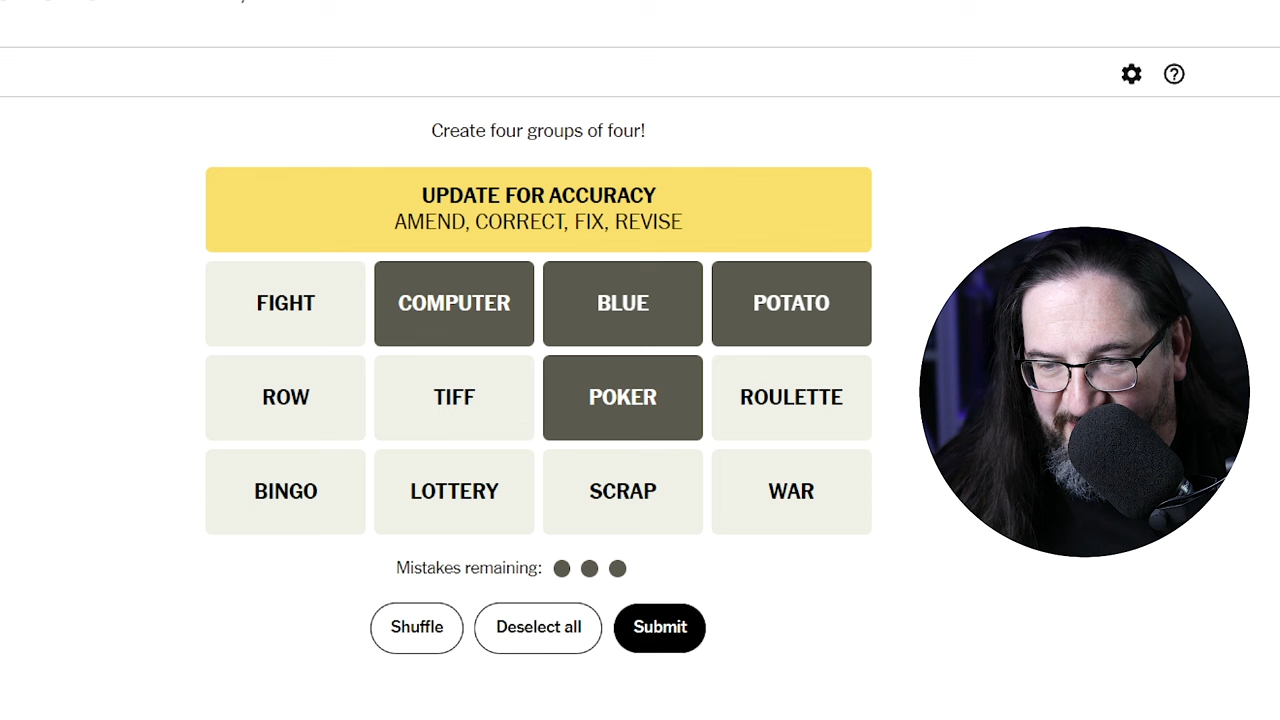 Create four groups of four!
UPDATE FOR ACCURACY
AMEND, CORRECT, FIX, REVISE
FIGHT COMPUTER BLUE POTATO
ROW TIFF POKER ROULETTE
BINGO LOTTERY SCRAP WAR
Mistakes remaining:
Shuffle Deselect all Submit